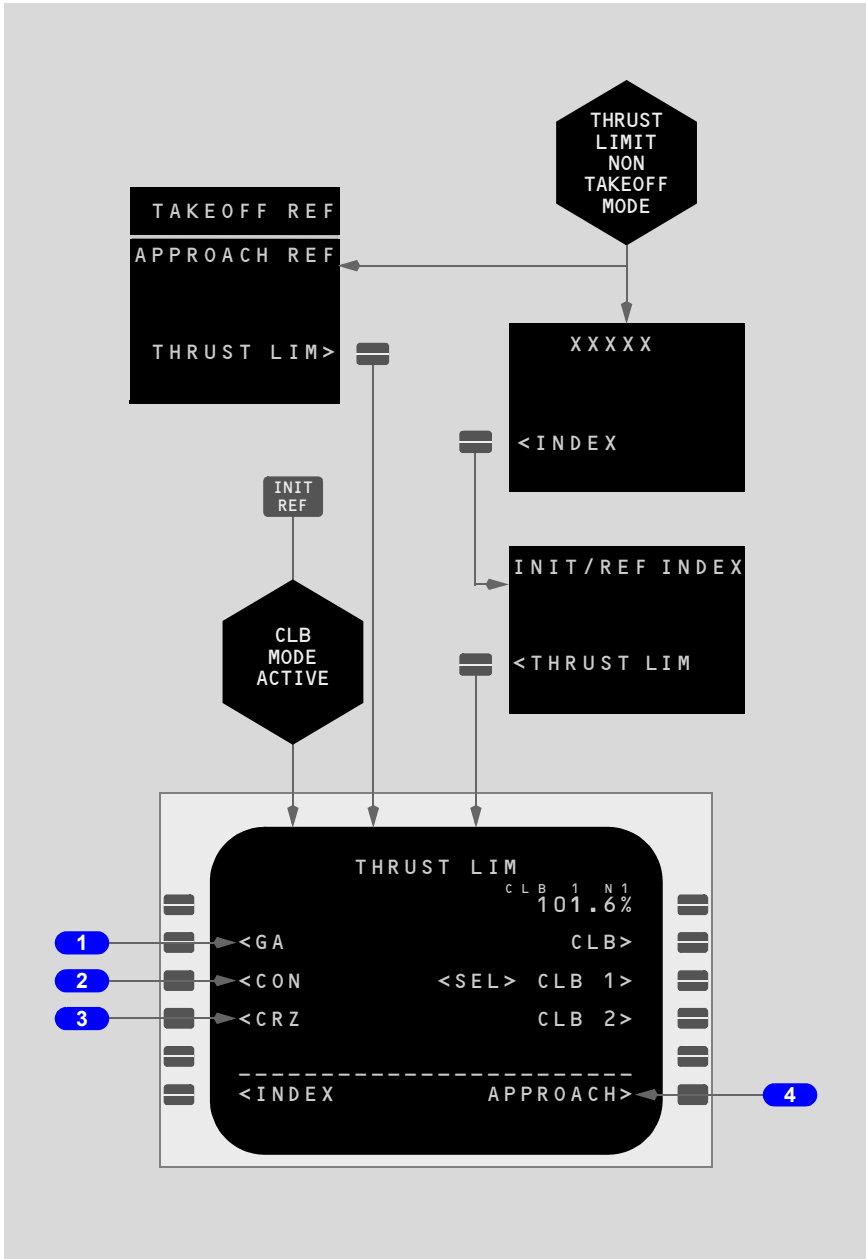 THRUST
LIMIT
NON
TAKEOFF
MODE
TAKEOFF REF
APPROACH REF
THRUST LIM>
XXXXX
<INDEX
INIT
REF
INIT/REF INDEX
<THRUST LIM
CLB
MODE
ACTIVE
THRUST LIM
CLB 1 N1
101.6%
1 <GA CLB>
2 <CON <SEL> CLB 1>
3 <CRZ CLB 2>
------------------------
<INDEX APPROACH> 4